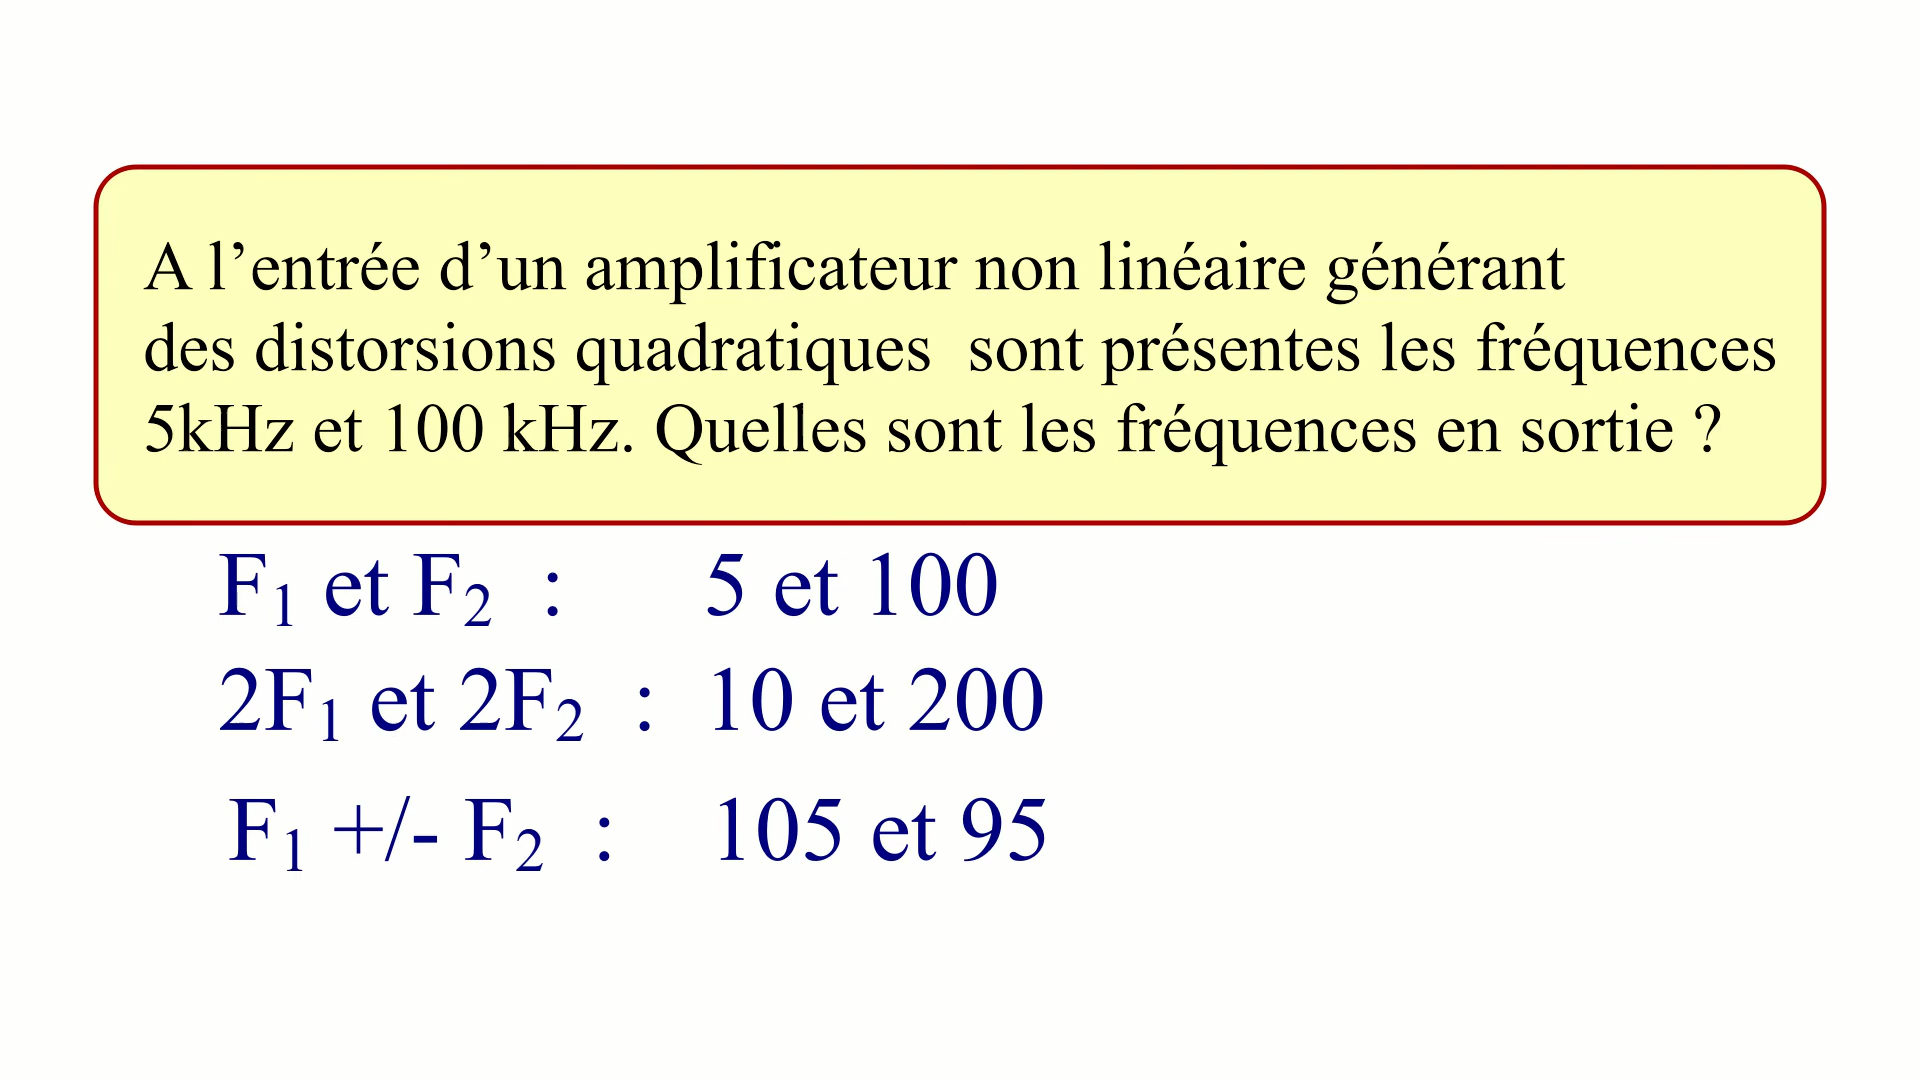 A l’entrée d’un amplificateur non linéaire générant
des distorsions quadratiques  sont présentes les fréquences
5kHz et 100 kHz. Quelles sont les fréquences en sortie ?
F₁ et F₂ : 5 et 100
2F₁ et 2F₂ : 10 et 200
F₁ +/- F₂ : 105 et 95